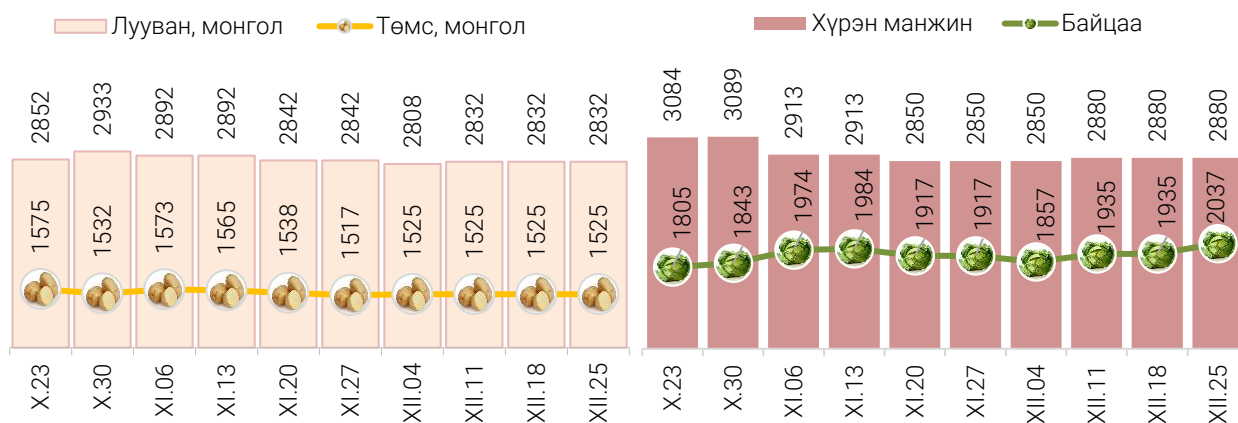 Лууван, монгол Төмс, монгол
2852 2933 2892 2892 2842 2842 2808 2832 2832 2832
1575 1532 1573 1565 1538 1517 1525 1525 1525 1525
X.23 X.30 XI.06 XI.13 XI.20 XI.27 XII.04 XII.11 XII.18 XII.25
Хүрэн манжин Байцаа
3084 3089 2913 2913 2850 2850 2850 2880 2880 2880
1805 1843 1974 1984 1917 1917 1857 1935 1935 2037
X.23 X.30 XI.06 XI.13 XI.20 XI.27 XII.04 XII.11 XII.18 XII.25